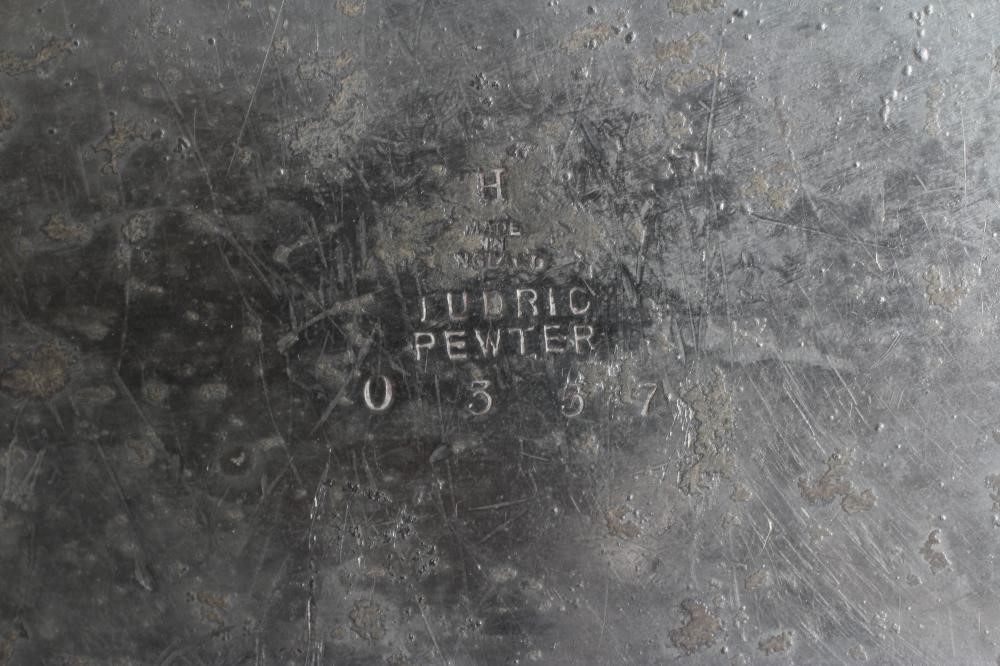 H
MADE
IN
ENGLAND
TUDRIC
PEWTER
0 3 5 7